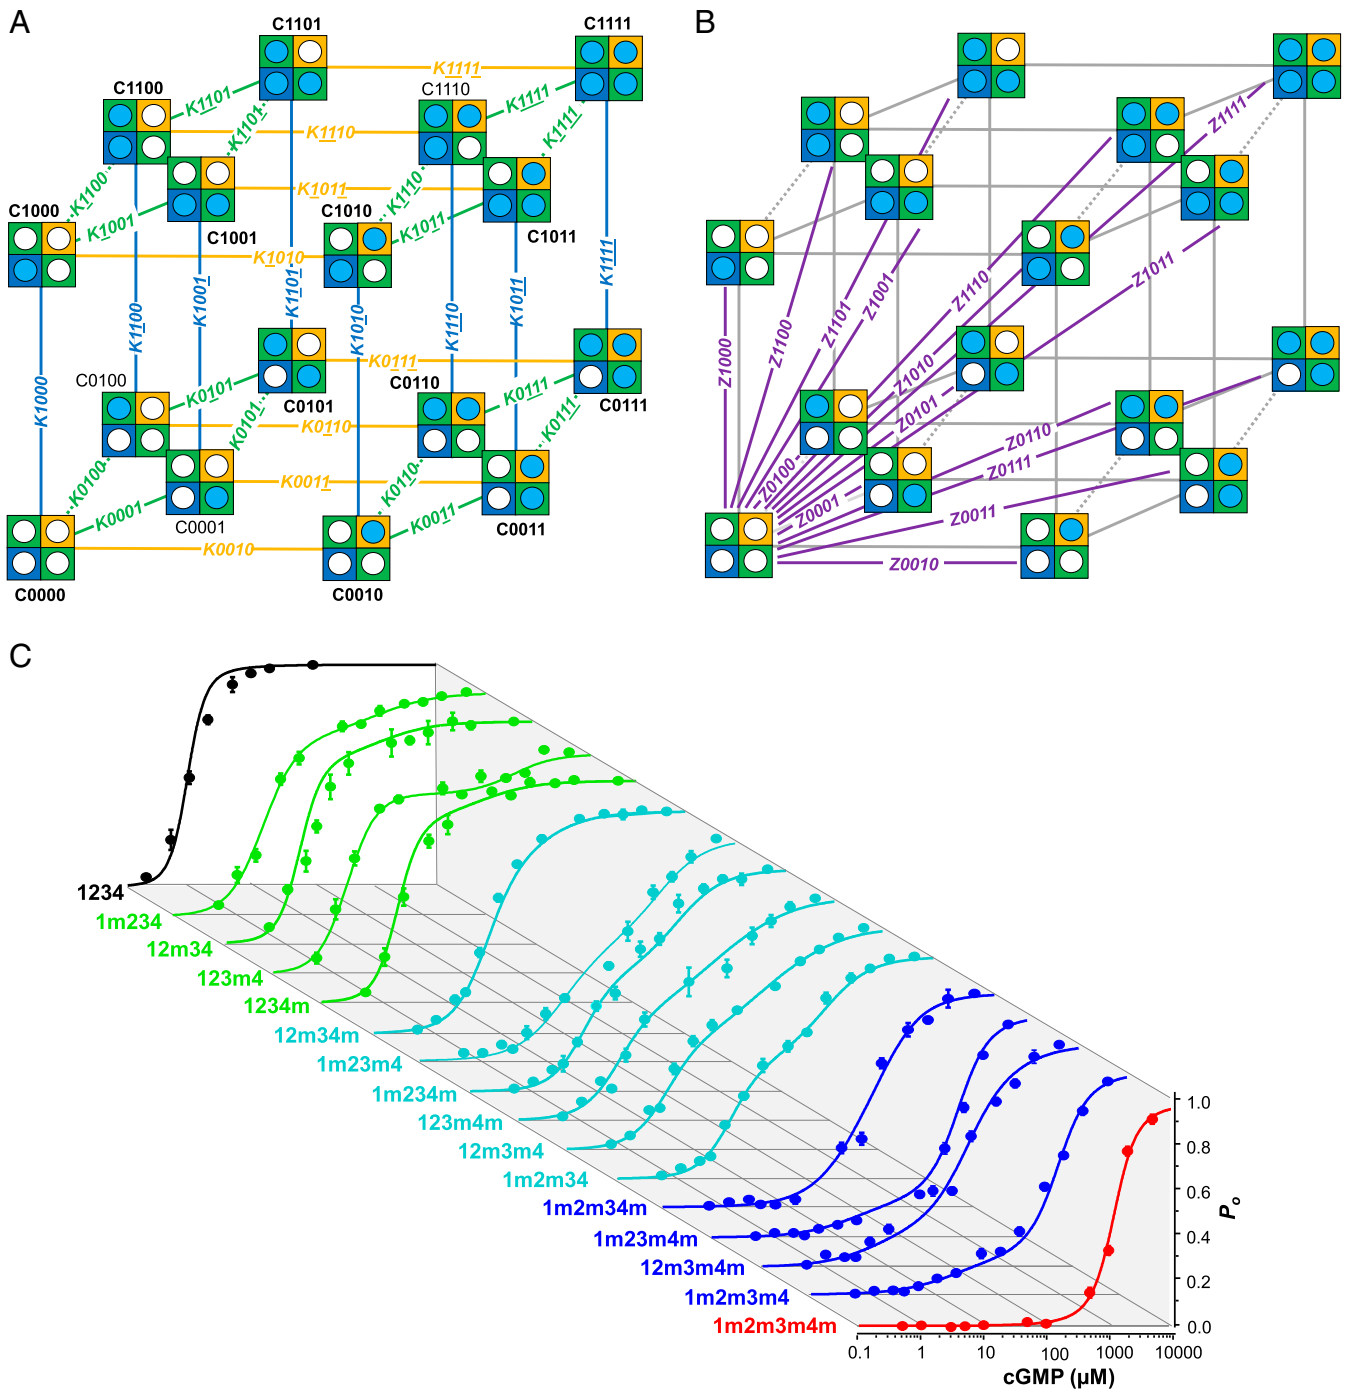 A
C1101
C1111
K1111
C1100
C1110
K1101
K1111
K1110
K1101
K1111
K1100
K1011
K1110
C1000
K1001
C1001
C1010
K1011
C1011
K1010
K1111
K1101
K1001
K1010
K1011
K1100
K1110
K1000
K0111
C0100
K0101
C0101
C0110
K0111
C0111
K0110
K0101
K0111
K0100
K0011
K0110
K0001
C0001
K0011
C0011
K0010
C0000
C0010
B
Z1111
Z1011
Z1110
Z1001
Z1101
Z1100
Z1000
Z1010
Z0101
Z0110
Z0111
Z0100
Z0001
Z0011
Z0010
C
1234
1m234
12m34
123m4
1234m
12m34m
1m23m4
1m234m
123m4m
12m3m4
1m2m34
1m2m34m
1m23m4m
12m3m4m
1m2m3m4
1m2m3m4m
1.0
0.8
0.6
0.4
0.2
0.0
Po
0.1
1
10
100
1000
10000
cGMP (µM)